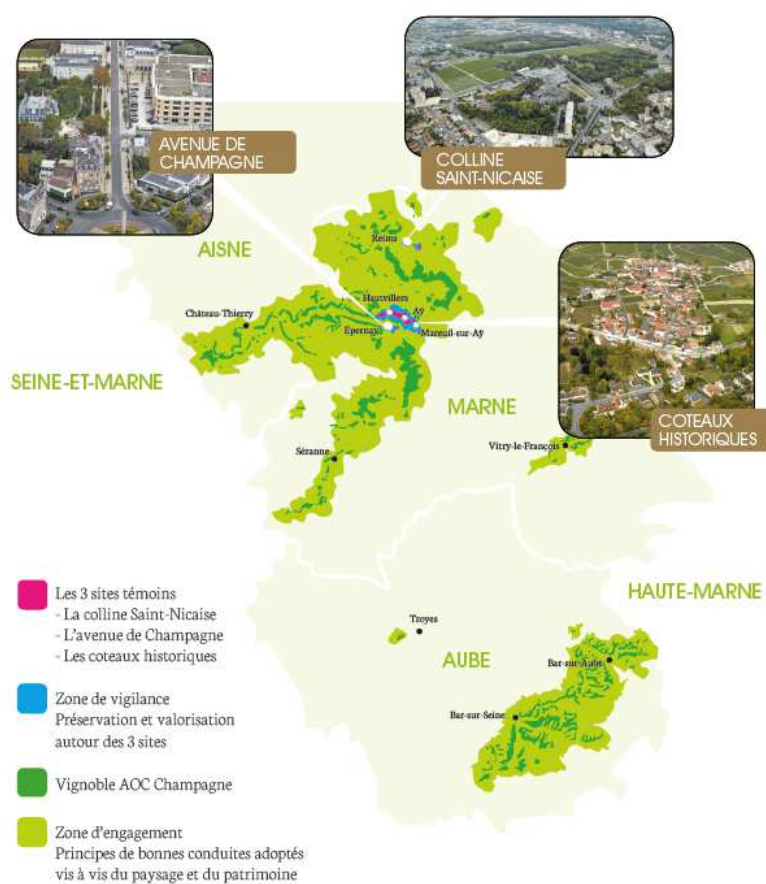 AVENUE DE
CHAMPAGNE
COLLINE
SAINT-NICAISE
AISNE
Reims
Hautvillers
Château-Thierry
Aÿ
Epernay
Mareuil-sur-Aÿ
SEINE-ET-MARNE
MARNE
COTEAUX
HISTORIQUES
Sézanne
Vitry-le-François
Les 3 sites témoins
- La colline Saint-Nicaise
- L'avenue de Champagne
- Les coteaux historiques
HAUTE-MARNE
Troyes
AUBE
Bar-sur-Aube
Bar-sur-Seine
Zone de vigilance
Préservation et valorisation
autour des 3 sites
Vignoble AOC Champagne
Zone d'engagement
Principes de bonnes conduites adoptés
vis à vis du paysage et du patrimoine